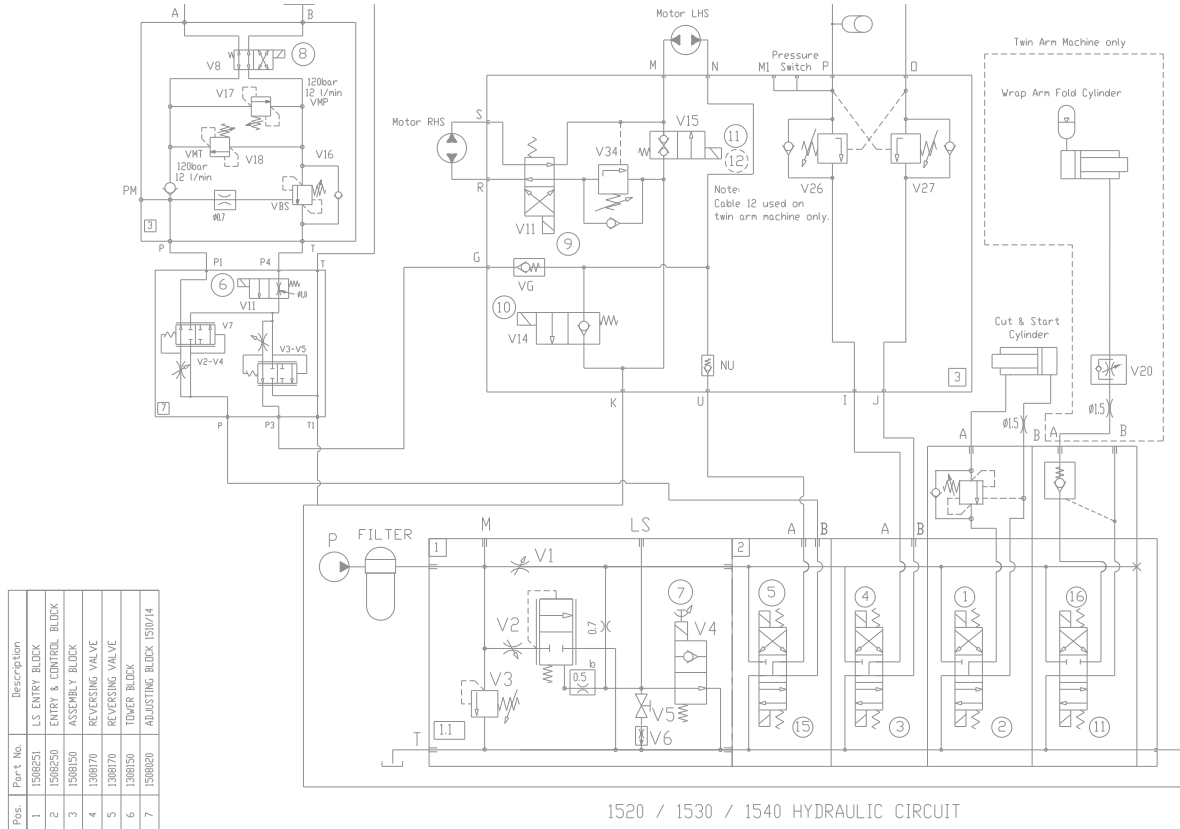 A
B
V8
W
8
V17
120bar
12 l/min
VMP
VMT
V18
120bar
12 l/min
V16
PM
Ø0.7
VBS
3
P
T
P1
P4
T
6
V11
Ø1,0
V7
V2-V4
V3-V5
7
P
P3
T1
Motor LHS
M
N
Motor RHS
S
R
V34
V15
11
12
V11
9
Note:
Cable 12 used on
twin arm machine only.
Pressure
Switch
M1
P
O
V26
V27
G
VG
10
V14
NU
3
K
U
I
J
Twin Arm Machine only
Wrap Arm Fold Cylinder
Cut & Start
Cylinder
V20
Ø1.5
Ø1.5
A
B
A
B
P
FILTER
M
LS
A
B
A
B
1
V1
2
V2
0.7
7
V4
V3
0.5
b
V5
V6
1.1
T
5
4
1
16
15
3
2
11
1520 / 1530 / 1540 HYDRAULIC CIRCUIT
Pos. Part No. Description
1 1508251 LS ENTRY BLOCK
2 1508250 ENTRY & CONTROL BLOCK
3 1508150 ASSEMBLY BLOCK
4 1308170 REVERSING VALVE
5 1308170 REVERSING VALVE
6 1308150 TOWER BLOCK
7 1508020 ADJUSTING BLOCK 1510/14